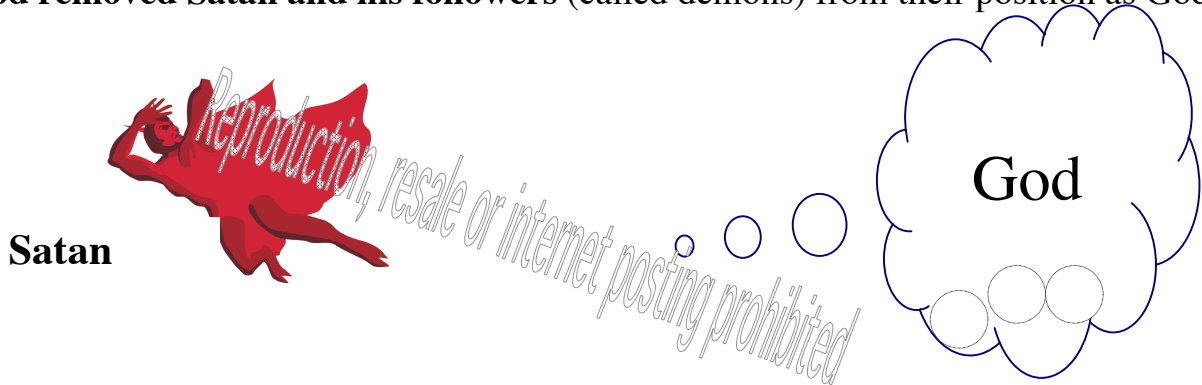 od removed Satan and his followers (called demons) from their position as God
Reproduction, resale or internet posting prohibited
God
Satan